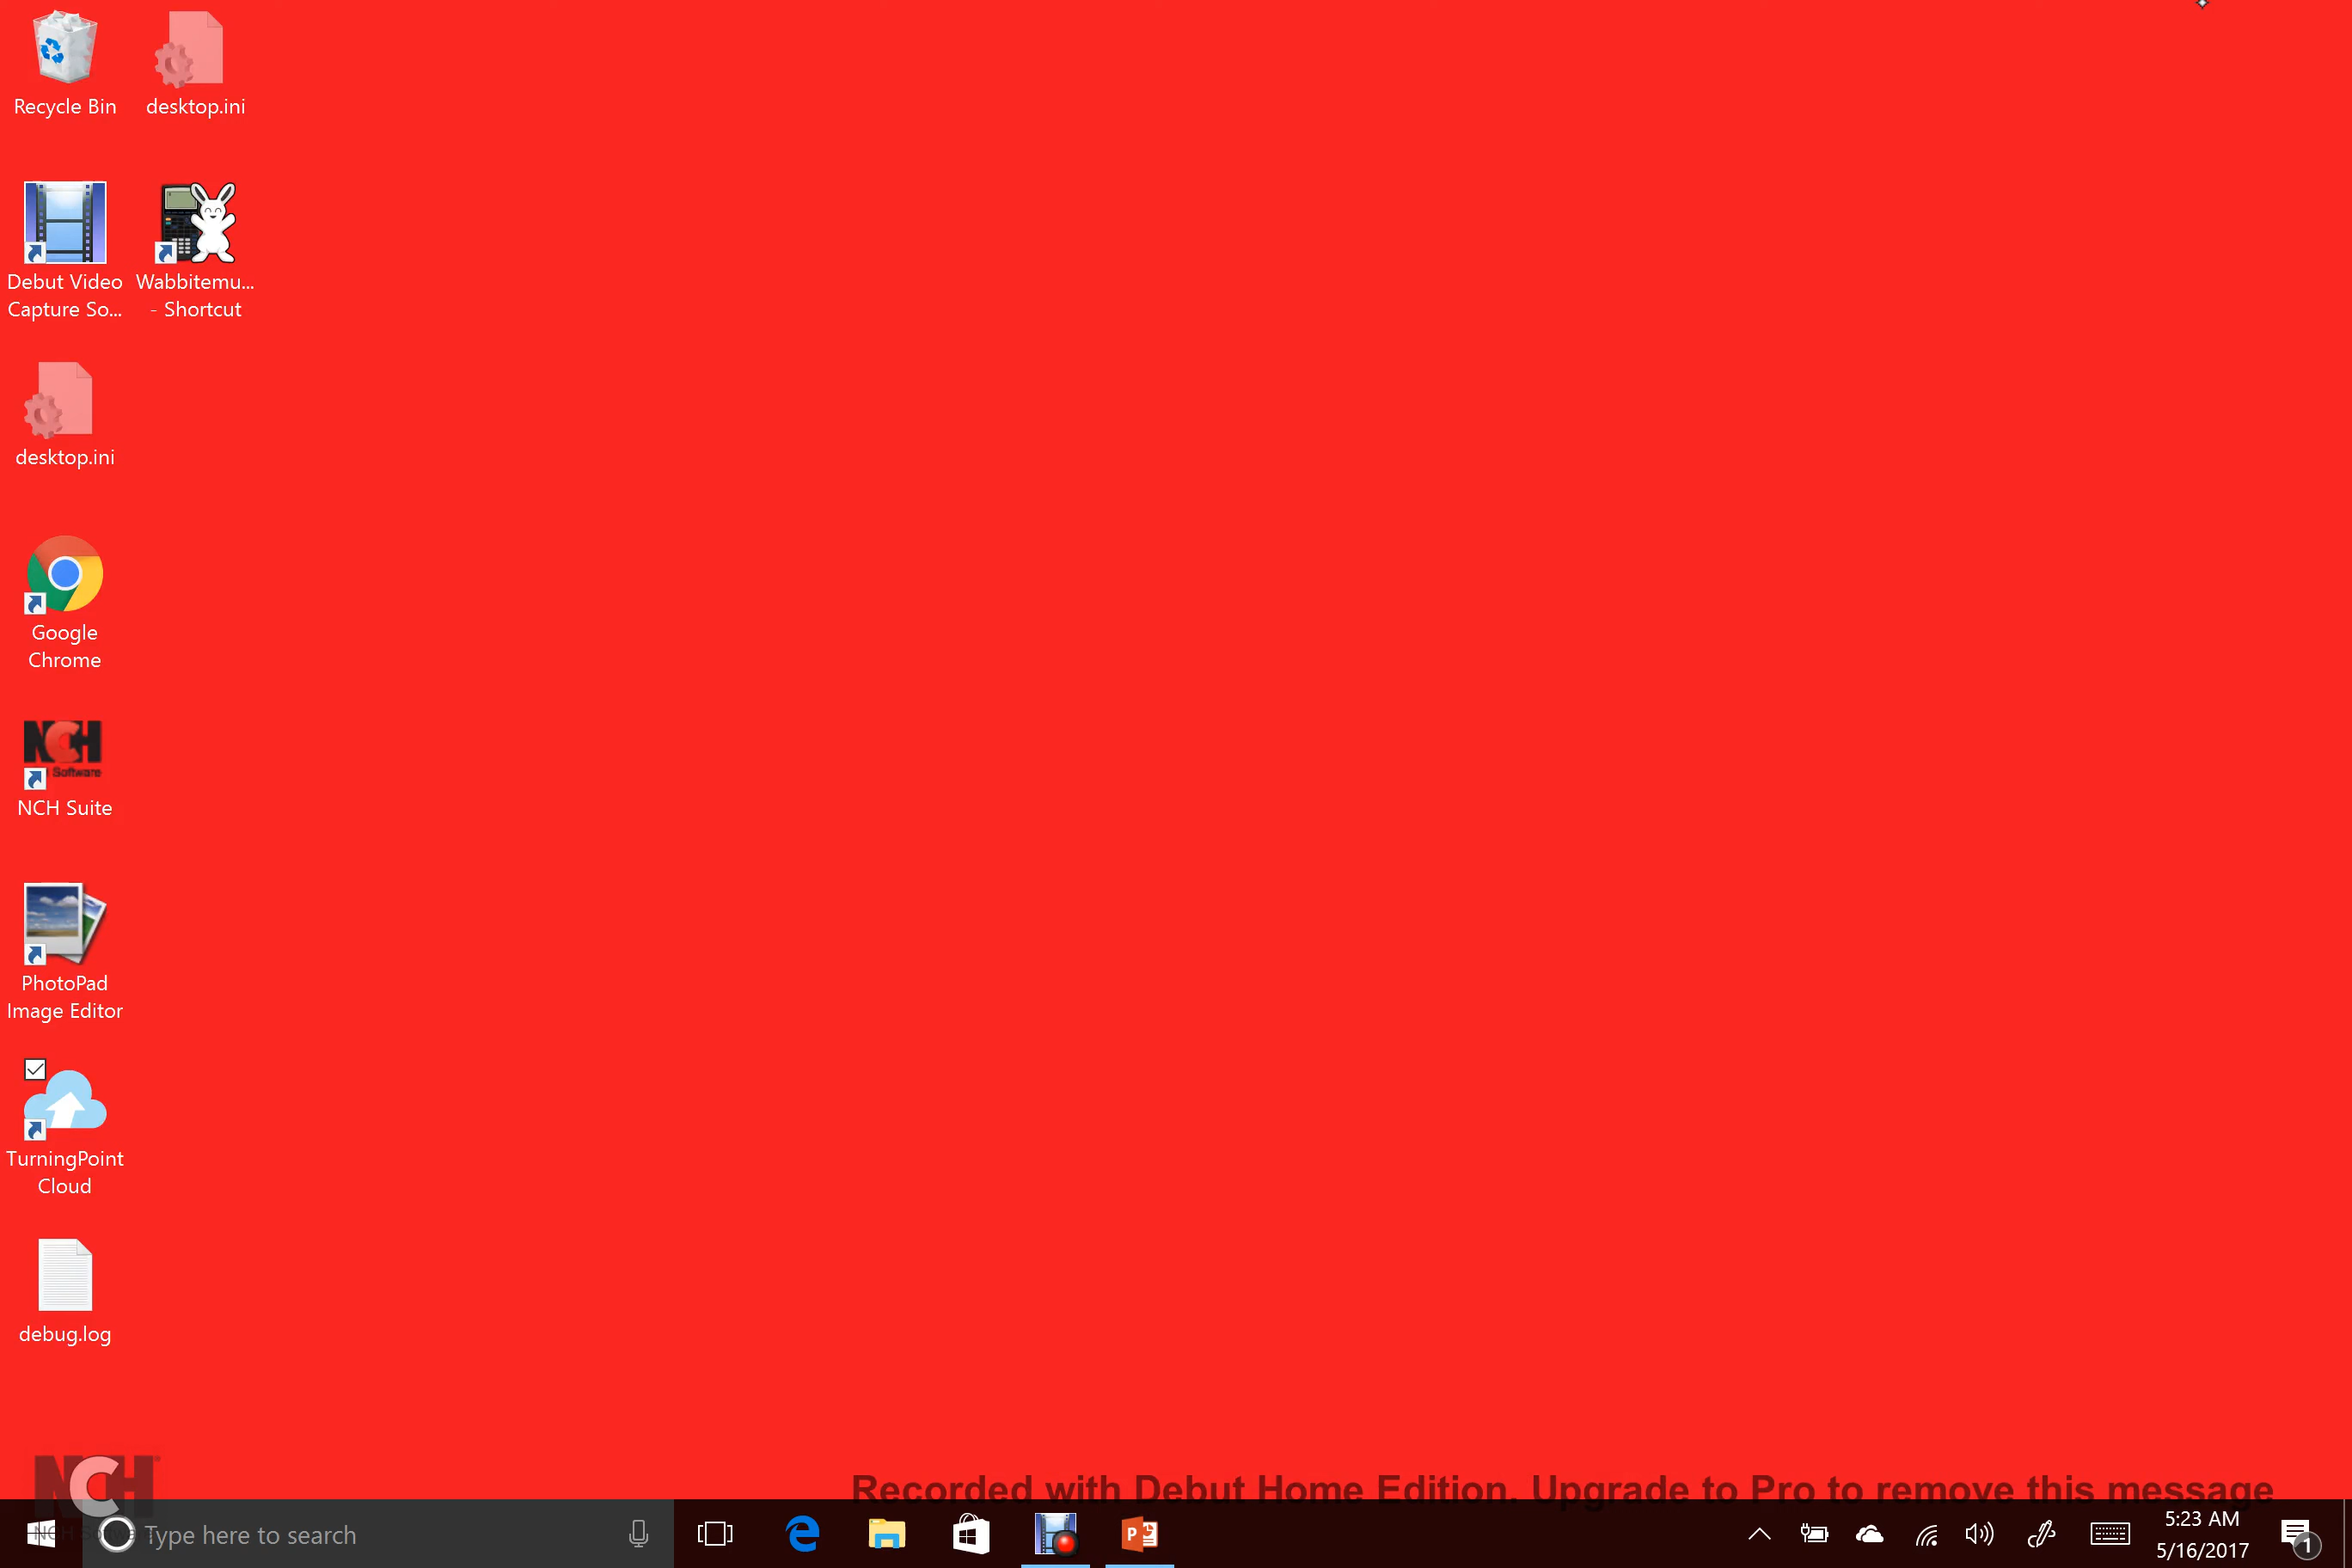 Recycle Bin
desktop.ini
Debut Video
Capture So...
Wabbitemu...
- Shortcut
desktop.ini
Google
Chrome
NCH
Software
NCH Suite
PhotoPad
Image Editor
TurningPoint
Cloud
debug.log
NCH
Recorded with Debut Home Edition. Upgrade to Pro to remove this message
Type here to search
5:23 AM
5/16/2017
1